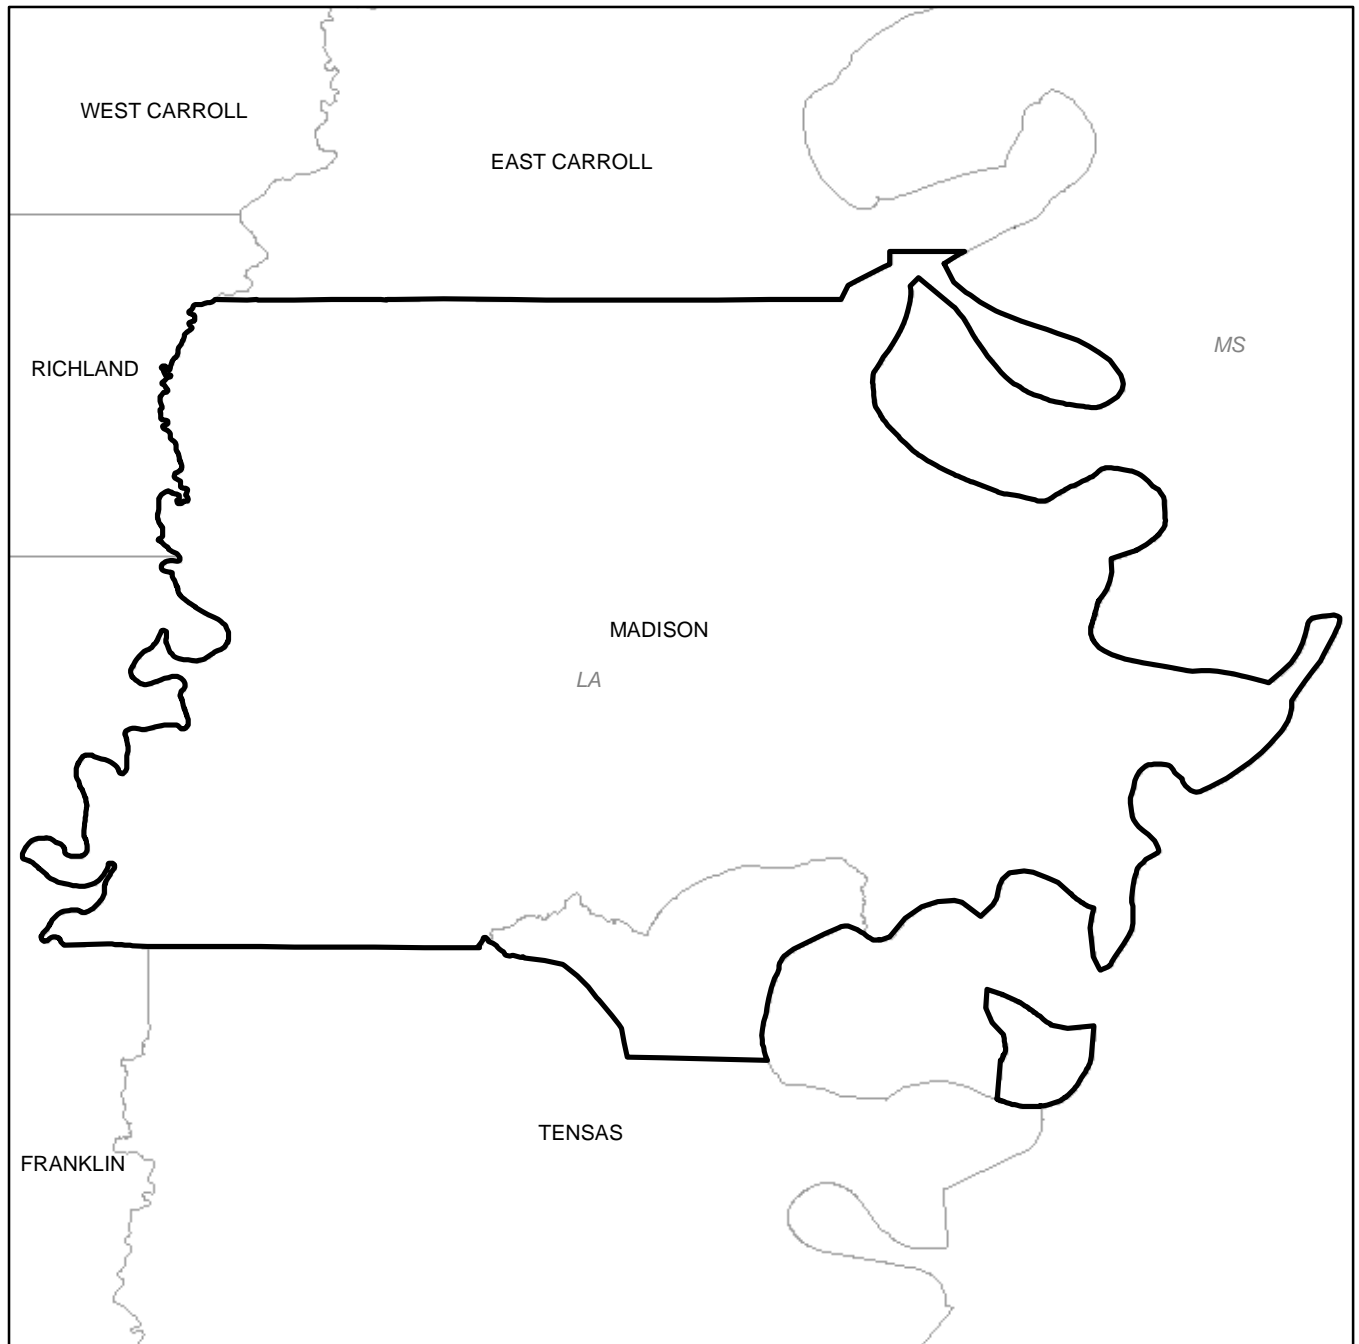 WEST CARROLL
EAST CARROLL
MS
RICHLAND
MADISON
LA
TENSAS
FRANKLIN